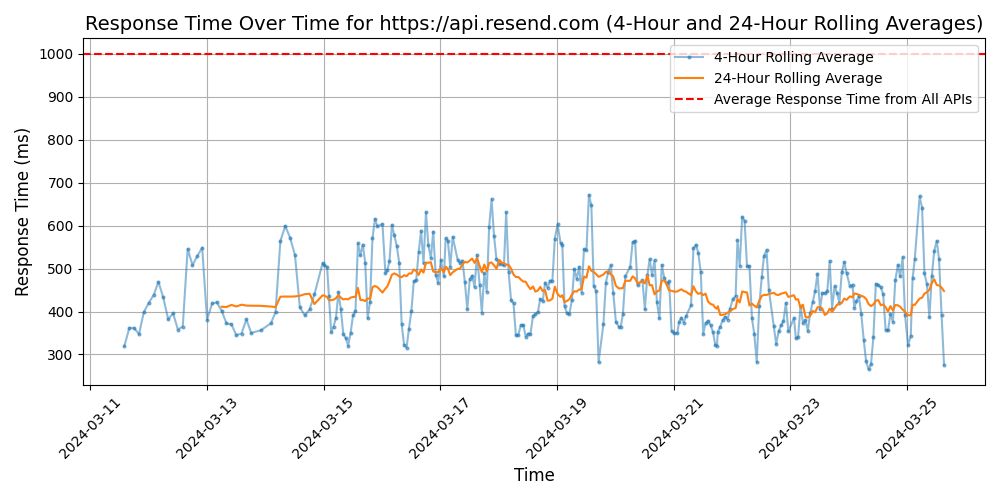 Response Time Over Time for https://api.resend.com (4-Hour and 24-Hour Rolling Averages)
4-Hour Rolling Average
24-Hour Rolling Average
Average Response Time from All APIs
Response Time (ms)
1000
900
800
700
600
500
400
300
2024-03-11
2024-03-13
2024-03-15
2024-03-17
2024-03-19
2024-03-21
2024-03-23
2024-03-25
Time